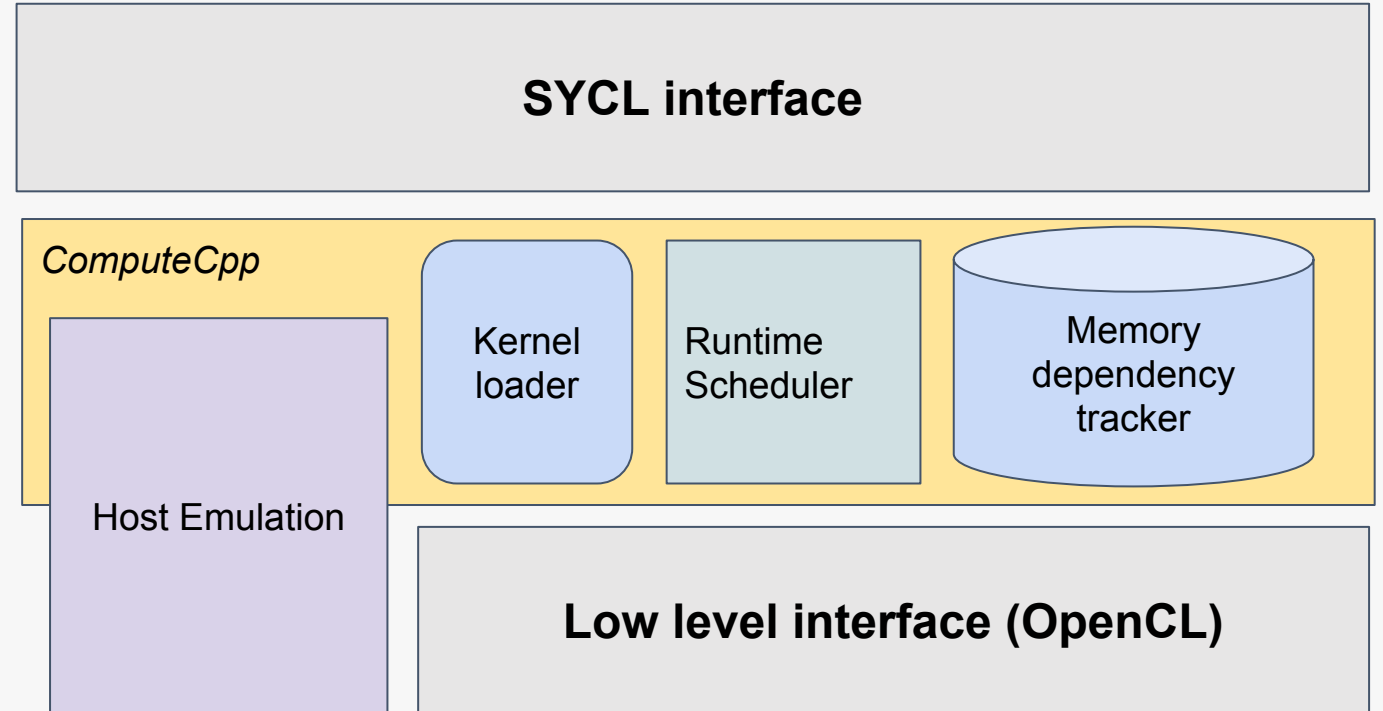 SYCL interface
ComputeCpp
Kernel
loader
Runtime
Scheduler
Memory
dependency
tracker
Host Emulation
Low level interface (OpenCL)